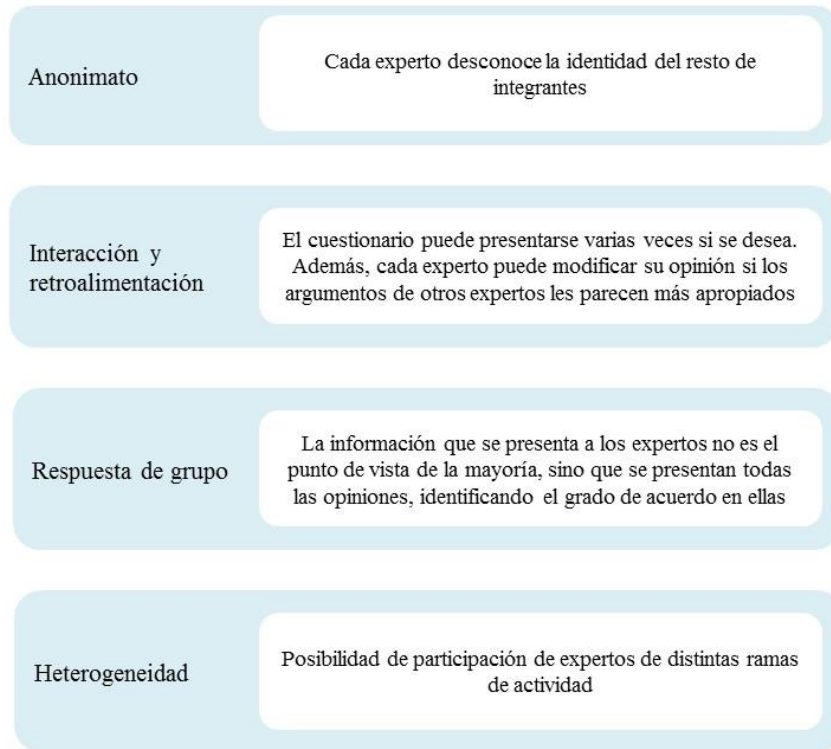 Anonimato
Cada experto desconoce la identidad del resto de
integrantes
Interacción y
retroalimentación
El cuestionario puede presentarse varias veces si se desea.
Además, cada experto puede modificar su opinión si los
argumentos de otros expertos les parecen más apropiados
Respuesta de grupo
La información que se presenta a los expertos no es el
punto de vista de la mayoría, sino que se presentan todas
las opiniones, identificando el grado de acuerdo en ellas
Heterogeneidad
Posibilidad de participación de expertos de distintas ramas
de actividad